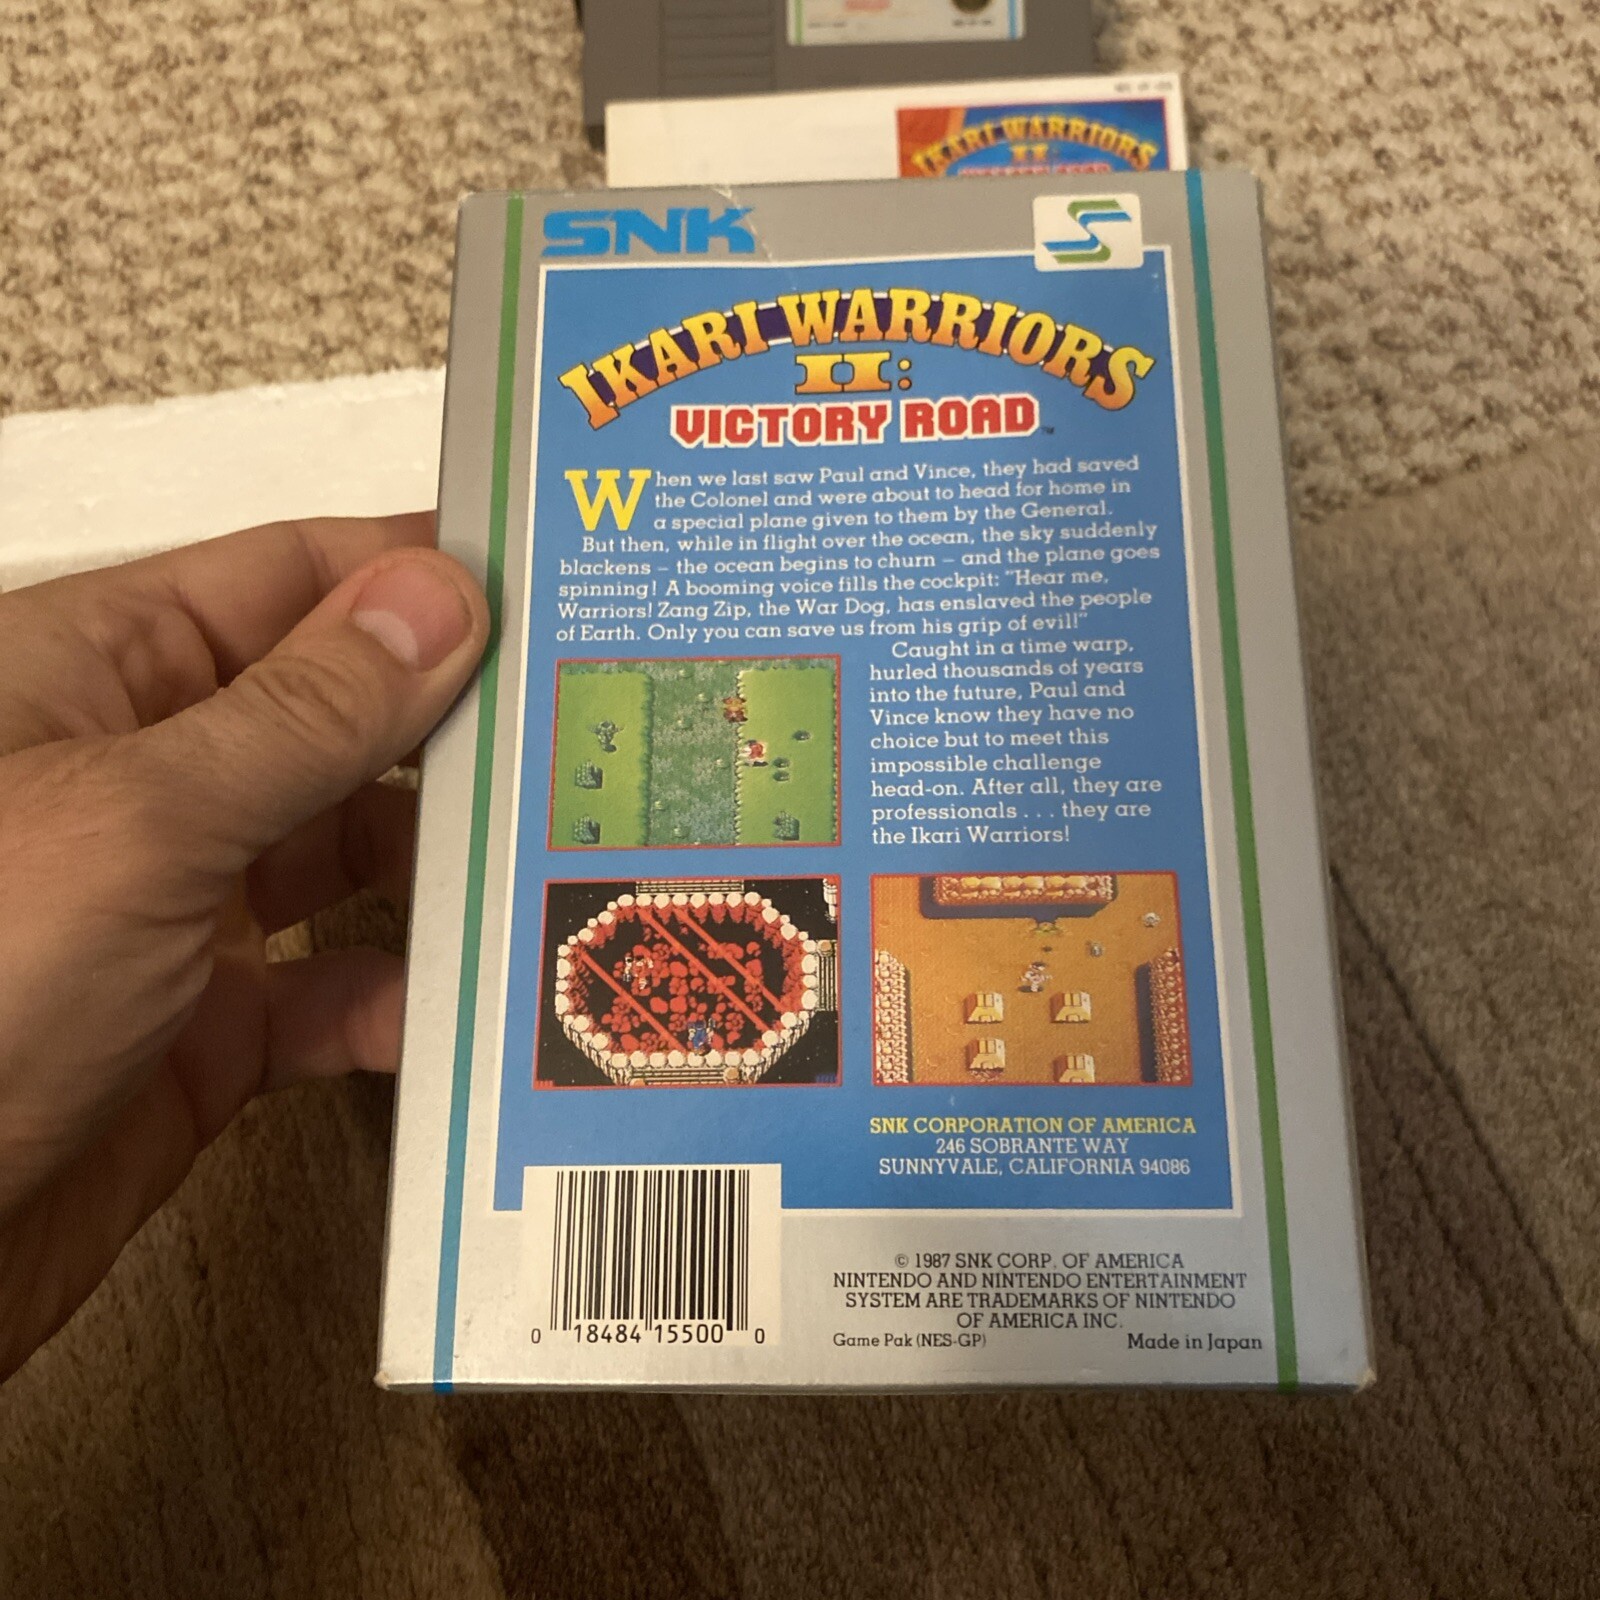 IKARI WARRIORS
II
SNK
IKARI WARRIORS
II:
VICTORY ROAD™
When we last saw Paul and Vince, they had saved
the Colonel and were about to head for home in
a special plane given to them by the General.
But then, while in flight over the ocean, the sky suddenly
blackens – the ocean begins to churn – and the plane goes
spinning! A booming voice fills the cockpit: "Hear me,
Warriors! Zang Zip, the War Dog, has enslaved the people
of Earth. Only you can save us from his grip of evil!"
Caught in a time warp,
hurled thousands of years
into the future, Paul and
Vince know they have no
choice but to meet this
impossible challenge
head-on. After all, they are
professionals . . . they are
the Ikari Warriors!
SNK CORPORATION OF AMERICA
246 SOBRANTE WAY
SUNNYVALE, CALIFORNIA 94086
0 18484 15500 0
© 1987 SNK CORP. OF AMERICA
NINTENDO AND NINTENDO ENTERTAINMENT
SYSTEM ARE TRADEMARKS OF NINTENDO
OF AMERICA INC.
Game Pak (NES-GP) Made in Japan